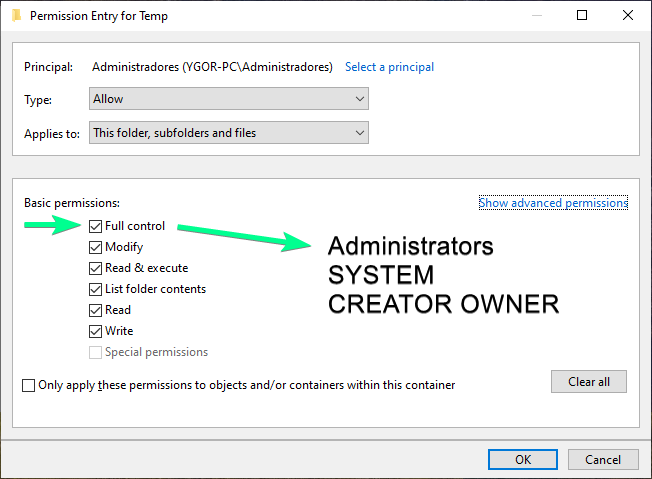 Permission Entry for Temp
Principal: Administradores (YGOR-PC\Administradores) Select a principal
Type: Allow
Applies to: This folder, subfolders and files
Basic permissions: Show advanced permissions
Full control
Modify
Read & execute
List folder contents
Read
Write
Special permissions
Administrators
SYSTEM
CREATOR OWNER
Only apply these permissions to objects and/or containers within this container
Clear all
OK Cancel